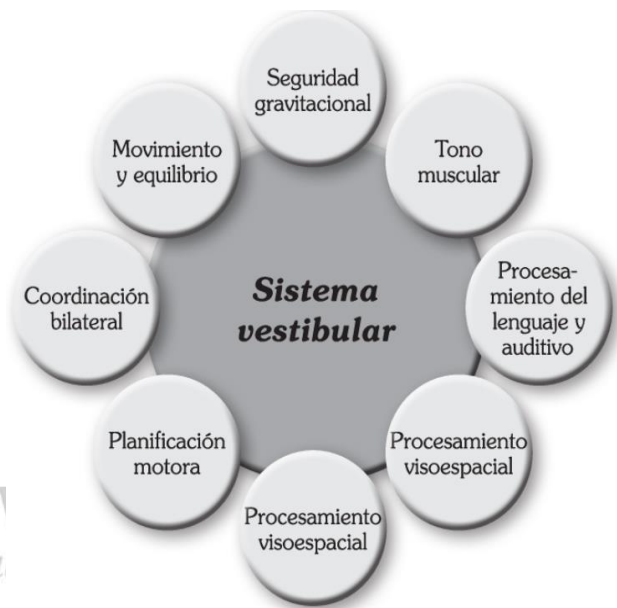 Seguridad
gravitacional
Movimiento
y equilibrio
Tono
muscular
Coordinación
bilateral
Sistema
vestibular
Procesa-
miento del
lenguaje y
auditivo
Planificación
motora
Procesamiento
visoespacial
Procesamiento
visoespacial